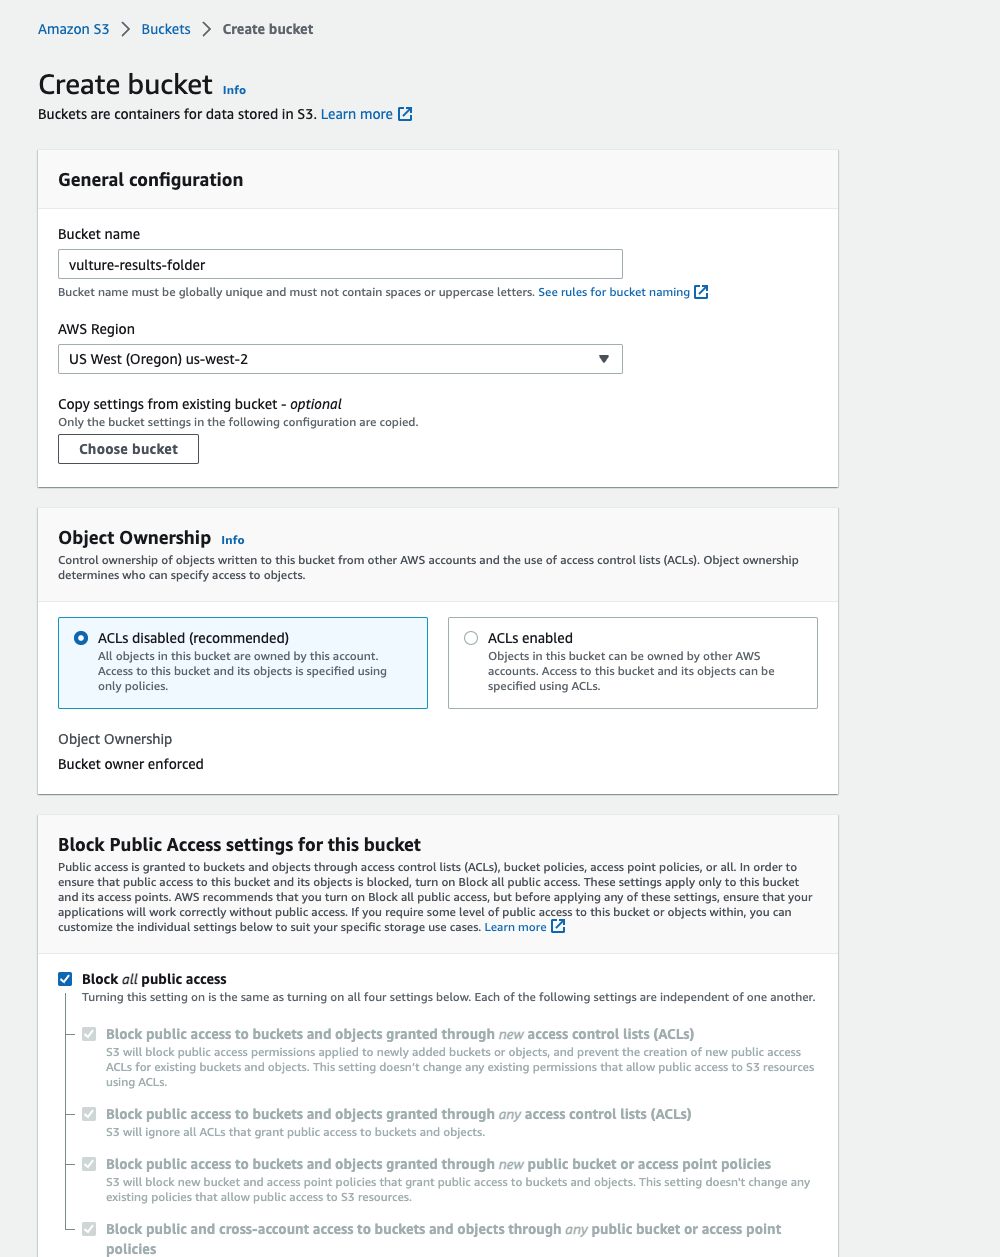 Amazon S3 > Buckets > Create bucket
Create bucket Info
Buckets are containers for data stored in S3. Learn more
General configuration
Bucket name
vulture-results-folder
Bucket name must be globally unique and must not contain spaces or uppercase letters. See rules for bucket naming
AWS Region
US West (Oregon) us-west-2
Copy settings from existing bucket - optional
Only the bucket settings in the following configuration are copied.
Choose bucket
Object Ownership Info
Control ownership of objects written to this bucket from other AWS accounts and the use of access control lists (ACLs). Object ownership
determines who can specify access to objects.
ACLs disabled (recommended)
All objects in this bucket are owned by this account.
Access to this bucket and its objects is specified using
only policies.
ACLs enabled
Objects in this bucket can be owned by other AWS
accounts. Access to this bucket and its objects can be
specified using ACLs.
Object Ownership
Bucket owner enforced
Block Public Access settings for this bucket
Public access is granted to buckets and objects through access control lists (ACLs), bucket policies, access point policies, or all. In order to
ensure that public access to this bucket and its objects is blocked, turn on Block all public access. These settings apply only to this bucket
and its access points. AWS recommends that you turn on Block all public access, but before applying any of these settings, ensure that your
applications will work correctly without public access. If you require some level of public access to this bucket or objects within, you can
customize the individual settings below to suit your specific storage use cases. Learn more
Block all public access
Turning this setting on is the same as turning on all four settings below. Each of the following settings are independent of one another.
Block public access to buckets and objects granted through new access control lists (ACLs)
S3 will block public access permissions applied to newly added buckets or objects, and prevent the creation of new public access
ACLs for existing buckets and objects. This setting doesn't change any existing permissions that allow public access to S3 resources
using ACLs.
Block public access to buckets and objects granted through any access control lists (ACLs)
S3 will ignore all ACLs that grant public access to buckets and objects.
Block public access to buckets and objects granted through new public bucket or access point policies
S3 will block new bucket and access point policies that grant public access to buckets and objects. This setting doesn't change any
existing policies that allow public access to S3 resources.
Block public and cross-account access to buckets and objects through any public bucket or access point
policies